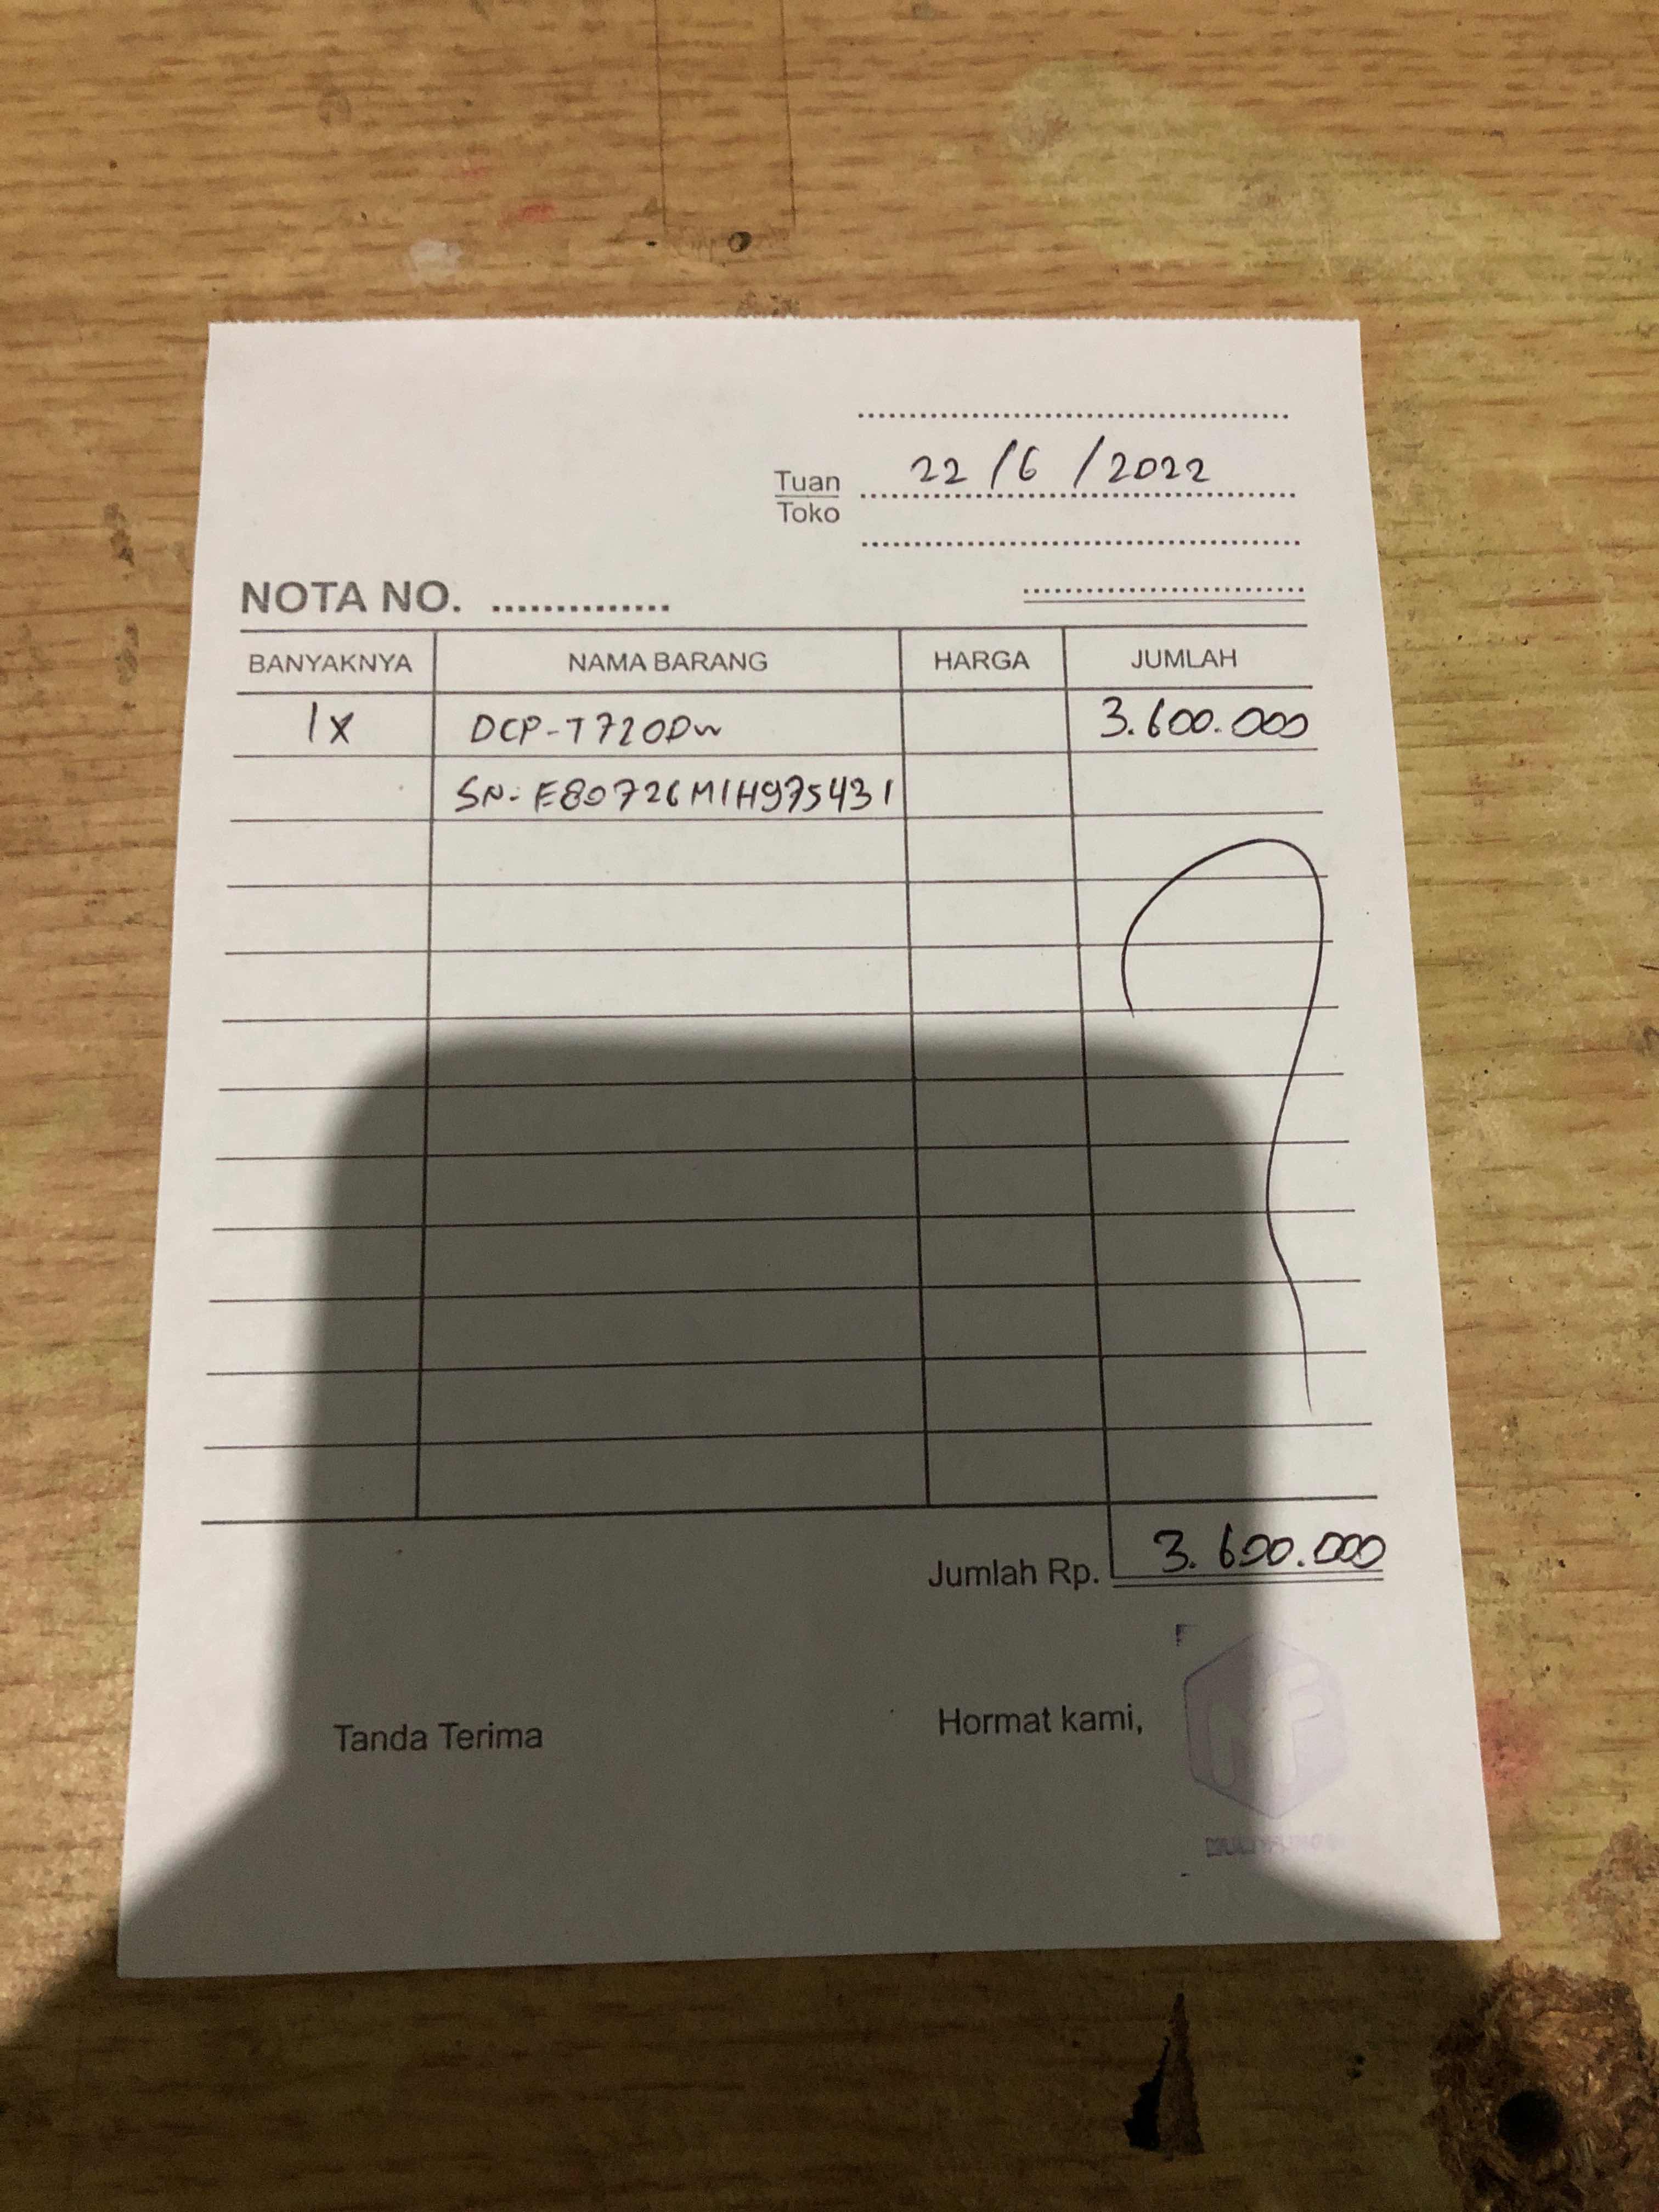 22/6/2022
Tuan
Toko
NOTA NO. ..............
BANYAKNYA NAMA BARANG HARGA JUMLAH
1x DCP-T720DW 3.600.000
SN: E80726M1H975431
Jumlah Rp. 3.600.000
Tanda Terima Hormat kami,